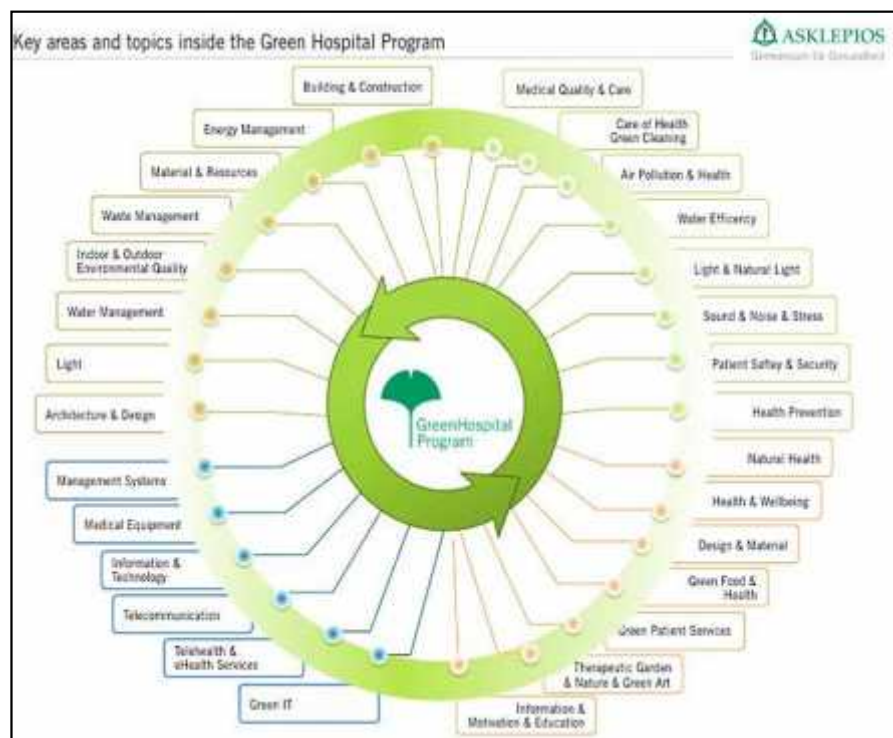 Key areas and topics inside the Green Hospital Program
ASKLEPIOS
Gemeinsam für Gesundheit
Building & Construction
Energy Management
Material & Resources
Waste Management
Indoor & Outdoor
Environmental Quality
Water Management
Light
Architecture & Design
Management Systems
Medical Equipment
Information &
Technology
Telecommunication
Telehealth &
eHealth Services
Green IT
GreenHospital
Program
Medical Quality & Care
Care of Health
Green Cleaning
Air Pollution & Health
Water Efficency
Light & Natural Light
Sound & Noise & Stress
Patient Saftey & Security
Health Prevention
Natural Health
Health & Wellbeing
Design & Material
Green Food &
Health
Green Patient Services
Therapeutic Garden
& Nature & Green Art
Information &
Motivation & Education